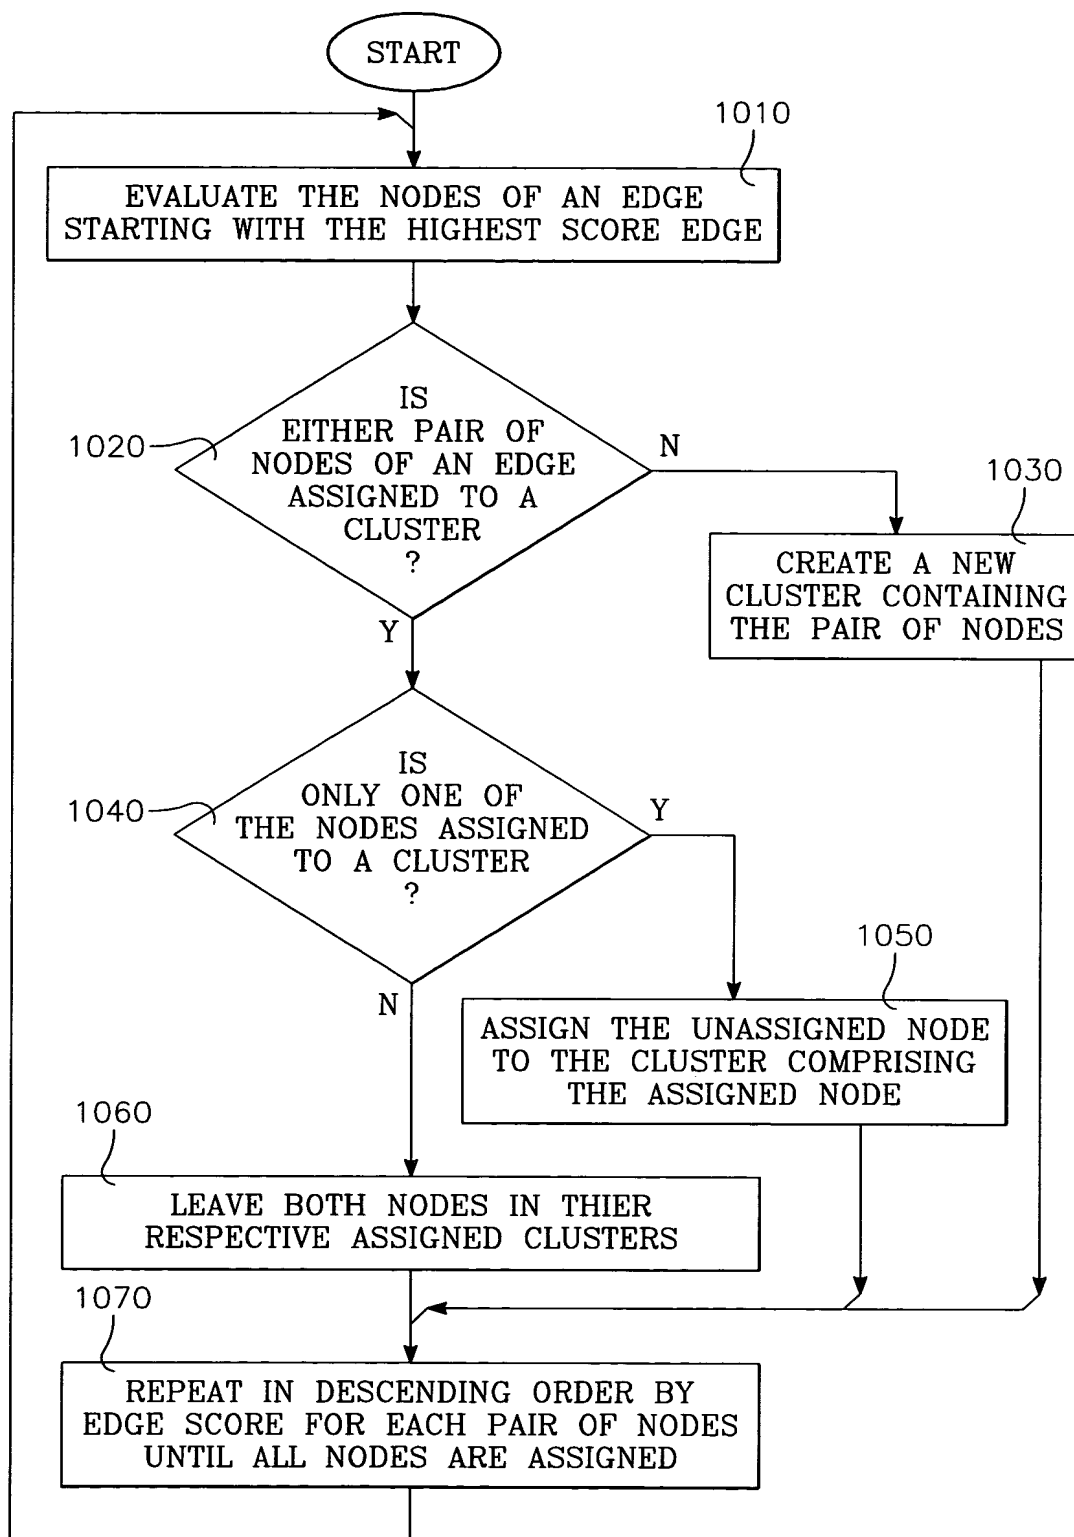 START
1010
EVALUATE THE NODES OF AN EDGE
STARTING WITH THE HIGHEST SCORE EDGE
1020
IS
EITHER PAIR OF
NODES OF AN EDGE
ASSIGNED TO A
CLUSTER
?
N
Y
1030
CREATE A NEW
CLUSTER CONTAINING
THE PAIR OF NODES
1040
IS
ONLY ONE OF
THE NODES ASSIGNED
TO A CLUSTER
?
Y
N
1050
ASSIGN THE UNASSIGNED NODE
TO THE CLUSTER COMPRISING
THE ASSIGNED NODE
1060
LEAVE BOTH NODES IN THIER
RESPECTIVE ASSIGNED CLUSTERS
1070
REPEAT IN DESCENDING ORDER BY
EDGE SCORE FOR EACH PAIR OF NODES
UNTIL ALL NODES ARE ASSIGNED